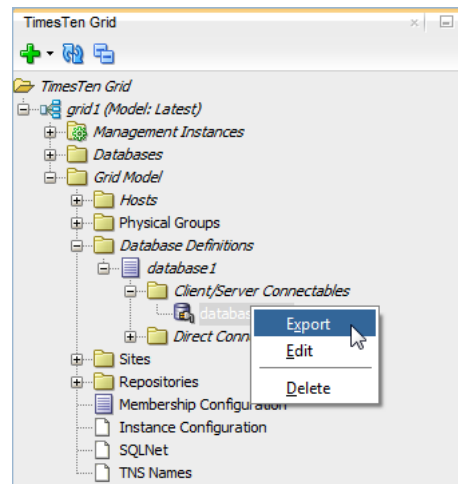 TimesTen Grid
TimesTen Grid
grid1 (Model: Latest)
Management Instances
Databases
Grid Model
Hosts
Physical Groups
Database Definitions
database1
Client/Server Connectables
Export
Edit
Direct
Delete
Sites
Repositories
Membership Configuration
Instance Configuration
SQLNet
TNS Names